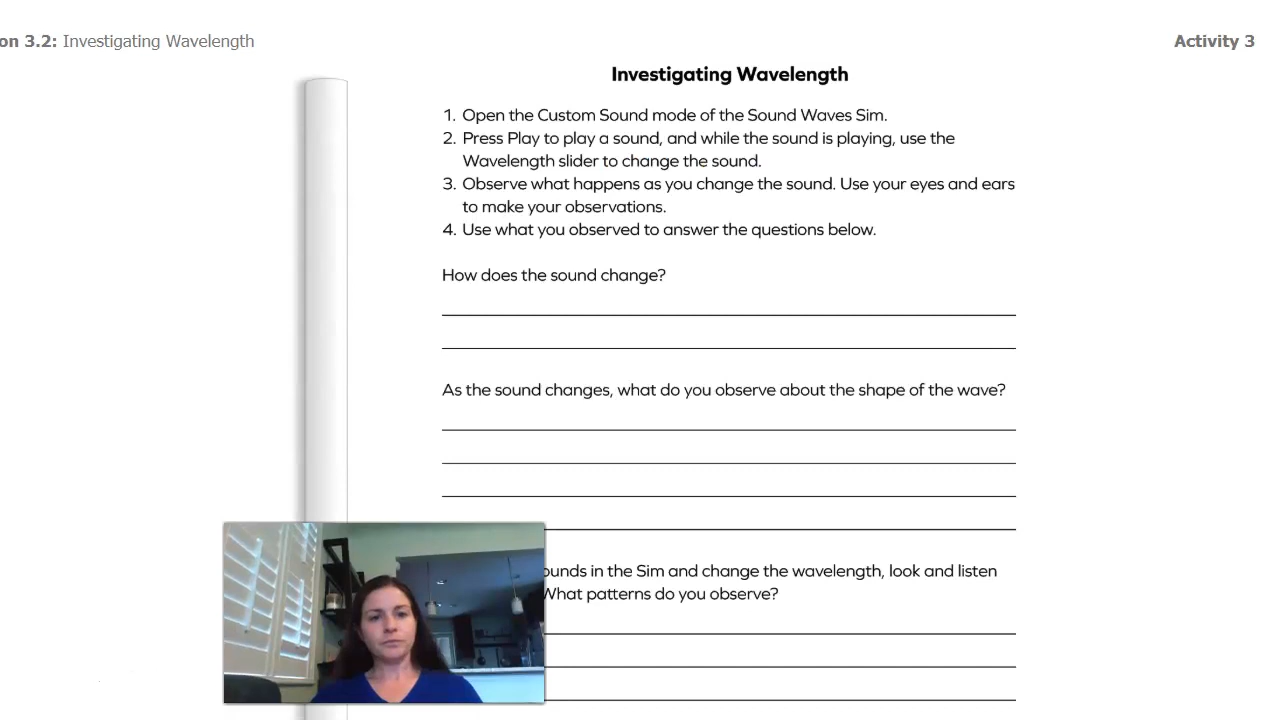 on 3.2: Investigating Wavelength
Activity 3
Investigating Wavelength
1. Open the Custom Sound mode of the Sound Waves Sim.
2. Press Play to play a sound, and while the sound is playing, use the
Wavelength slider to change the sound.
3. Observe what happens as you change the sound. Use your eyes and ears
to make your observations.
4. Use what you observed to answer the questions below.
How does the sound change?
As the sound changes, what do you observe about the shape of the wave?
ounds in the Sim and change the wavelength, look and listen
What patterns do you observe?